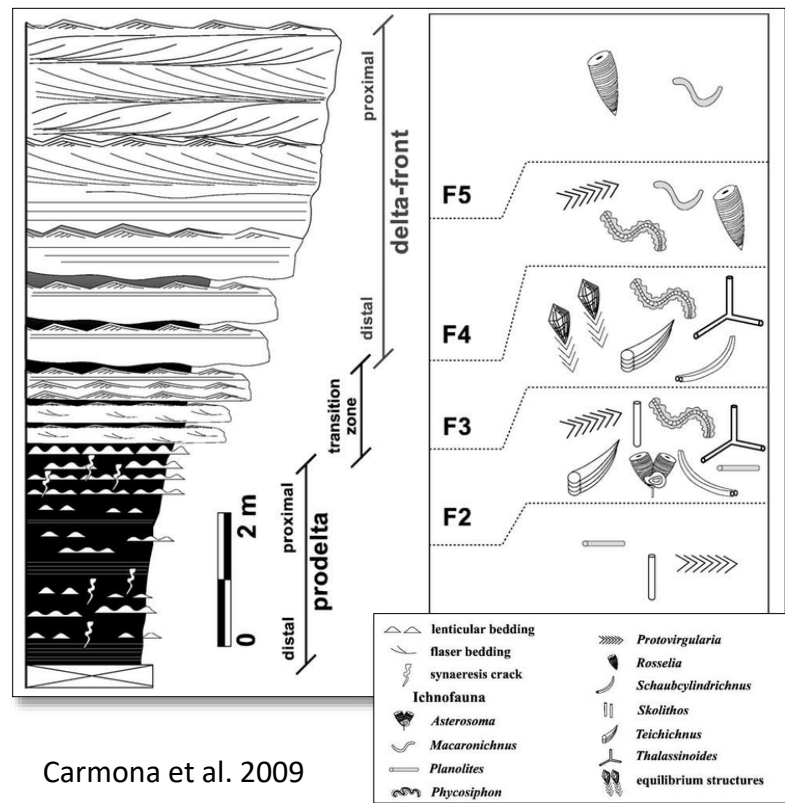 proximal
delta-front
distal
transition
zone
proximal
prodelta
distal
2 m
0
F5
F4
F3
F2
lenticular bedding
flaser bedding
synaeresis crack
Ichnofauna
Asterosoma
Macaronichnus
Planolites
Phycosiphon
Protovirgularia
Rosselia
Schaubcylindrichnus
Skolithos
Teichichnus
Thalassinoides
equilibrium structures
Carmona et al. 2009